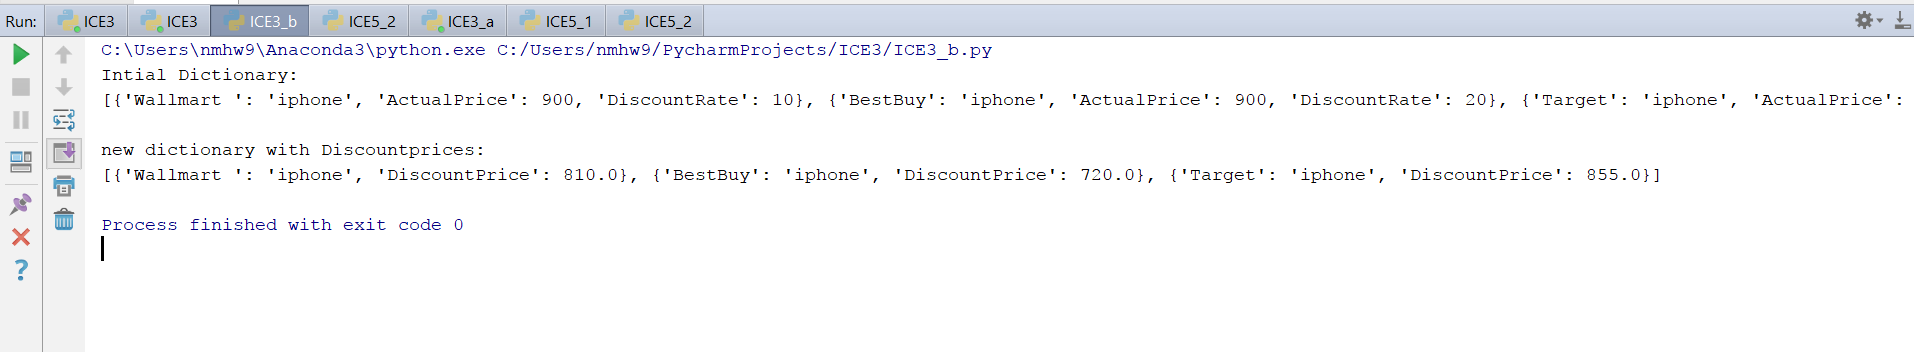 Run: ICE3 ICE3 ICE3_b ICE5_2 ICE3_a ICE5_1 ICE5_2
C:\Users\nmhw9\Anaconda3\python.exe C:/Users/nmhw9/PycharmProjects/ICE3/ICE3_b.py
Intial Dictionary:
[{'Wallmart ': 'iphone', 'ActualPrice': 900, 'DiscountRate': 10}, {'BestBuy': 'iphone', 'ActualPrice': 900, 'DiscountRate': 20}, {'Target': 'iphone', 'ActualPrice':
new dictionary with Discountprices:
[{'Wallmart ': 'iphone', 'DiscountPrice': 810.0}, {'BestBuy': 'iphone', 'DiscountPrice': 720.0}, {'Target': 'iphone', 'DiscountPrice': 855.0}]
Process finished with exit code 0